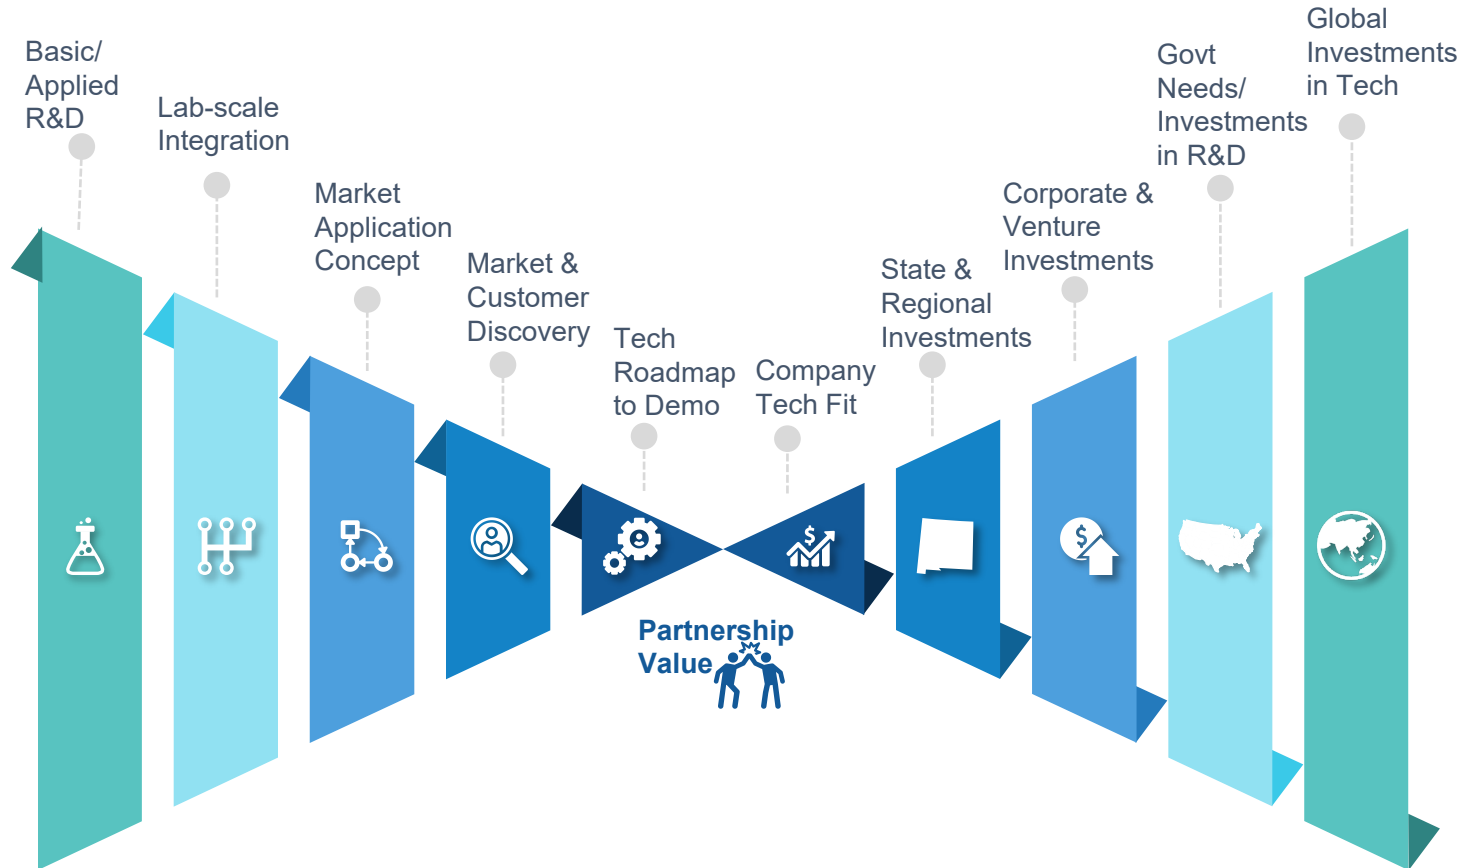 Basic/
Applied
R&D
Lab-scale
Integration
Market
Application
Concept
Market &
Customer
Discovery
Tech
Roadmap
to Demo
Company
Tech Fit
State &
Regional
Investments
Corporate &
Venture
Investments
Govt
Needs/
Investments
in R&D
Global
Investments
in Tech
$
$
Partnership
Value